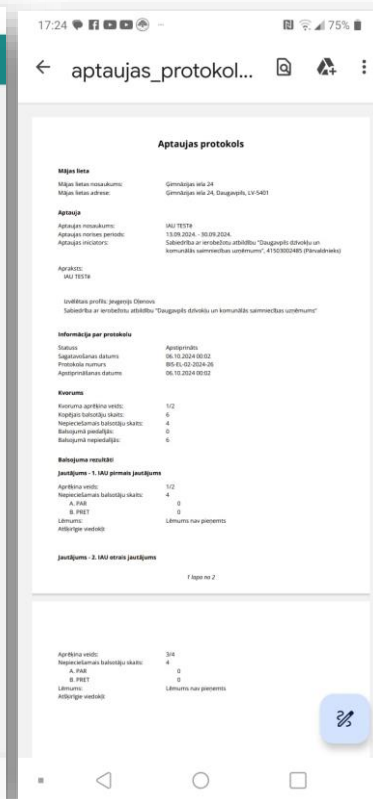 17:24
75%
aptaujas_protokol...
Aptaujas protokols
Mājas lieta
Mājas lietas nosaukums: Ģimnāzijas iela 24
Mājas lietas adrese: Ģimnāzijas iela 24, Daugavpils, LV-5401
Aptauja
Aptaujas nosaukums: IAU TESTē
Aptaujas norises periods: 13.09.2024. - 30.09.2024.
Aptaujas iniciators: Sabiedrība ar ierobežotu atbildību "Daugavpils dzīvokļu un
komunālās saimniecības uzņēmums", 41503002485 (Pārvaldnieks)
Apraksts:
IAU TESTē
Izvēlētais profils: Jevgenijs
Sabiedrība ar ierobežotu atbildību "Daugavpils dzīvokļu un komunālās saimniecības uzņēmums"
Informācija par protokolu
Statuss Apstiprināts
Sagatavošanas datums 06.10.2024 00:02
Protokola numurs BIS-EL-02-2024-26
Apstiprināšanas datums 06.10.2024 00:02
Kvorums
Kvoruma aprēķina veids: 1/2
Kopējais balsotāju skaits: 6
Nepieciešamais balsotāju skaits: 4
Balsojumā piedalījās: 0
Balsojumā nepiedalījās: 6
Balsojuma rezultāti
Jautājums - 1. IAU pirmais jautājums
Aprēķina veids: 1/2
Nepieciešamais balsotāju skaits: 4
A. PAR 0
B. PRET 0
Lēmums: Lēmums nav pieņemts
Atšķirīgie viedokļi:
Jautājums - 2. IAU otrais jautājums
1 lapa no 2
Aprēķina veids: 3/4
Nepieciešamais balsotāju skaits: 4
A. PAR 0
B. PRET 0
Lēmums: Lēmums nav pieņemts
Atšķirīgie viedokļi: